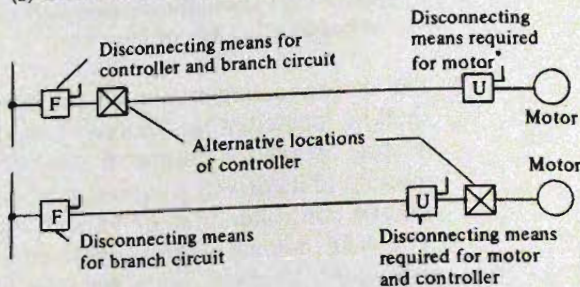 Disconnecting means for
controller and branch circuit
Disconnecting
means required
for motor*
F
U
Motor
Alternative locations
of controller
Motor
F
U
Disconnecting means
for branch circuit
Disconnecting means
required for motor
and controller